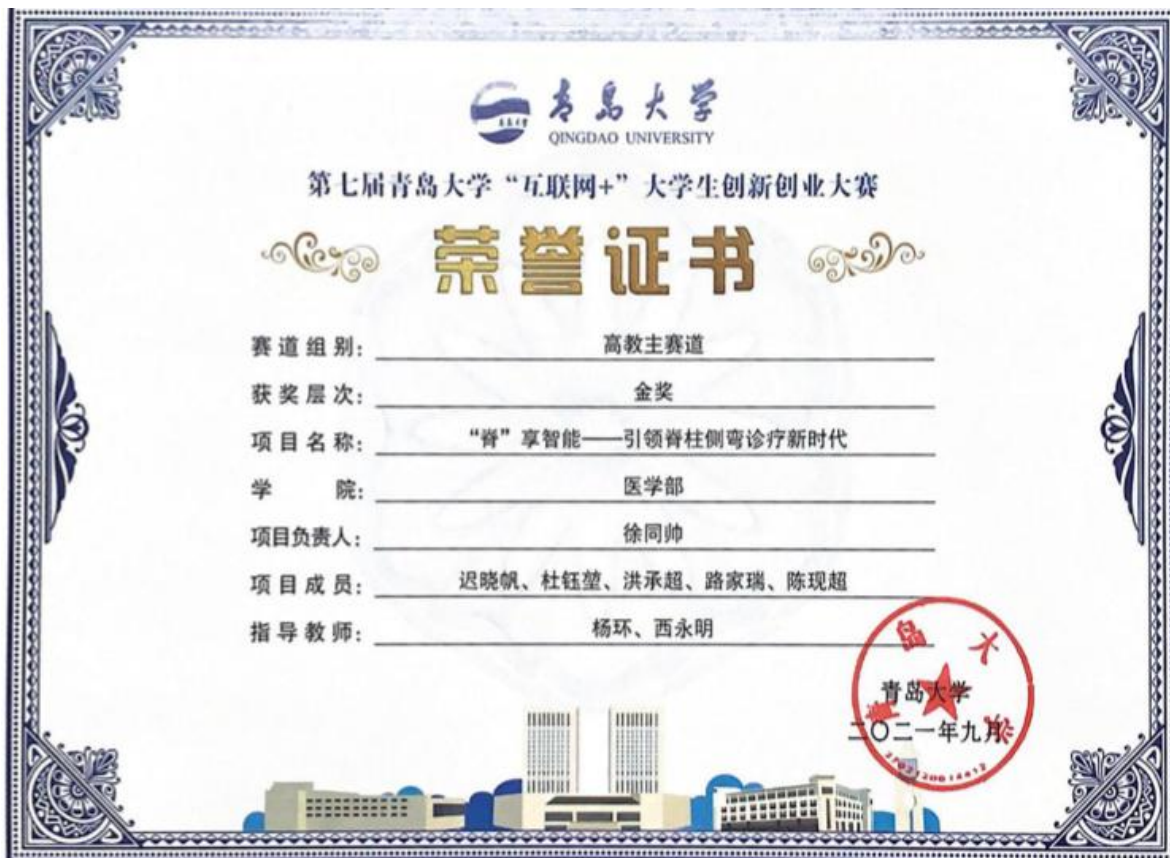 青岛大学
QINGDAO UNIVERSITY
第七届青岛大学“互联网+”大学生创新创业大赛
荣誉证书
赛道组别: 高教主赛道
获奖层次: 金奖
项目名称: “脊”享智能——引领脊柱侧弯诊疗新时代
学 院: 医学部
项目负责人: 徐同帅
项目成员: 迟晓帆、杜钰堃、洪承超、路家瑞、陈现超
指导教师: 杨环、西永明
青岛大学
青岛大学
二〇二一年九月